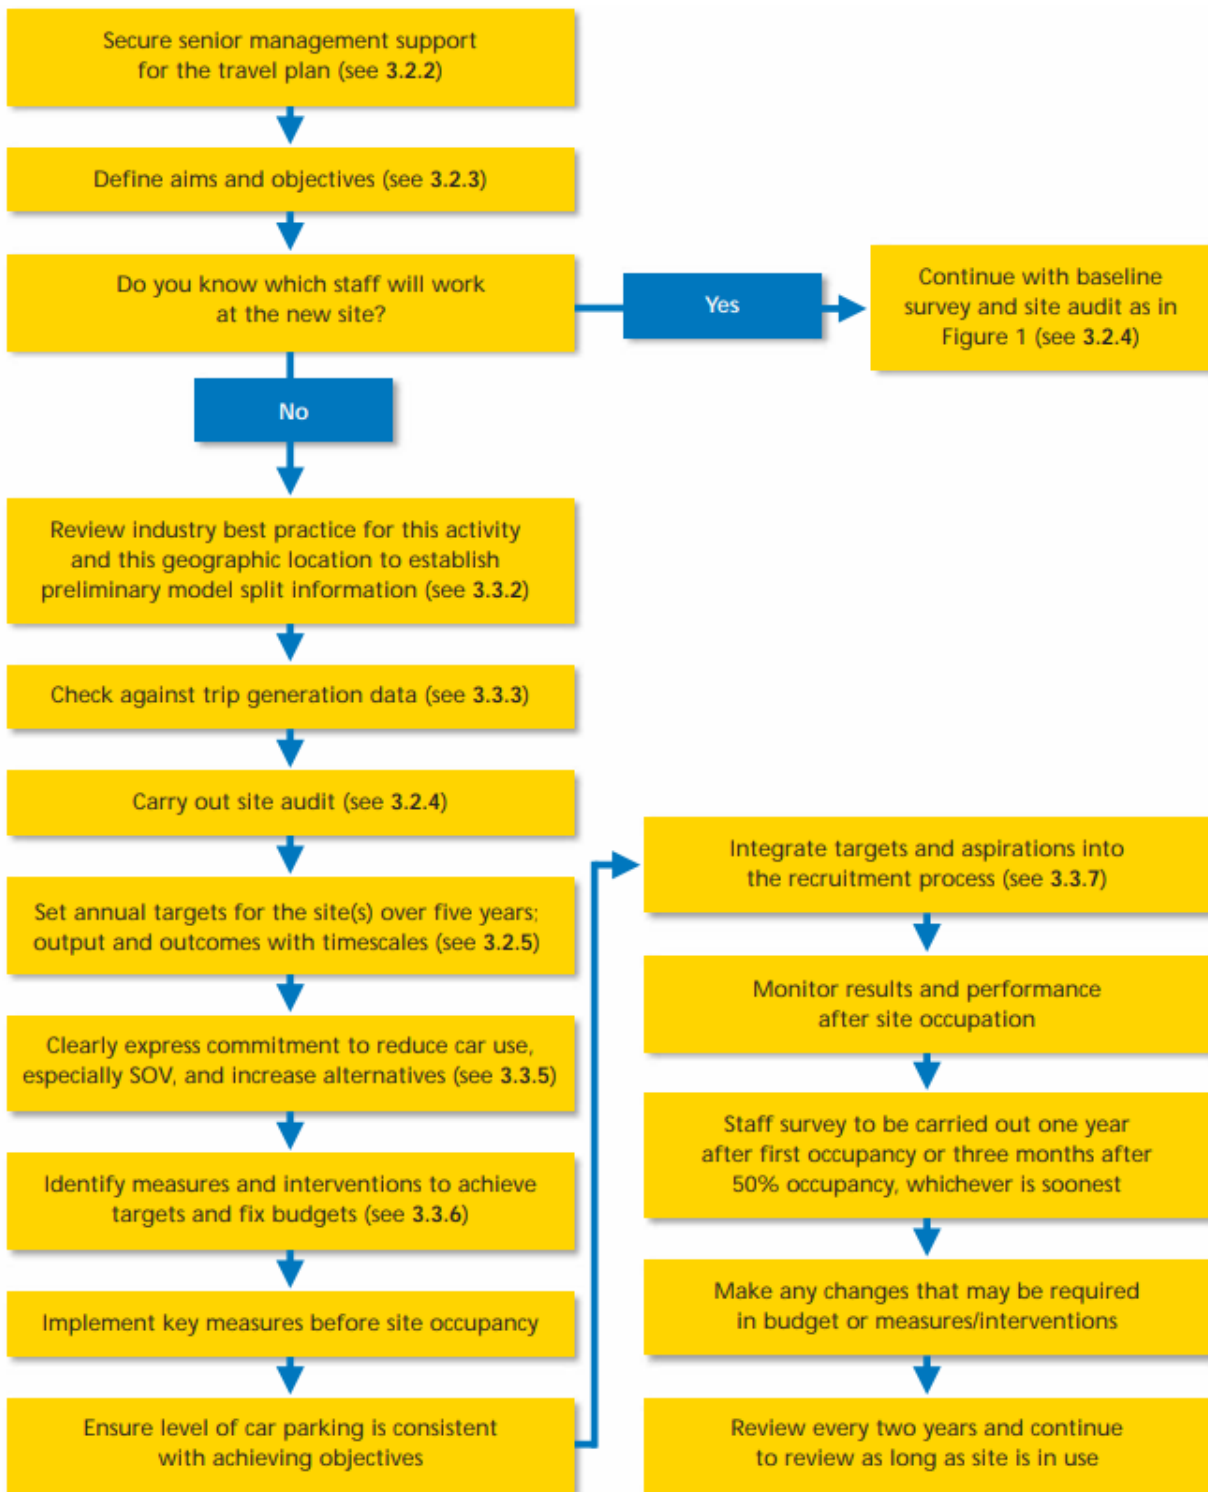 Secure senior management support
for the travel plan (see 3.2.2)
Define aims and objectives (see 3.2.3)
Do you know which staff will work
at the new site?
Yes
Continue with baseline
survey and site audit as in
Figure 1 (see 3.2.4)
No
Review industry best practice for this activity
and this geographic location to establish
preliminary model split information (see 3.3.2)
Check against trip generation data (see 3.3.3)
Carry out site audit (see 3.2.4)
Set annual targets for the site(s) over five years;
output and outcomes with timescales (see 3.2.5)
Clearly express commitment to reduce car use,
especially SOV, and increase alternatives (see 3.3.5)
Identify measures and interventions to achieve
targets and fix budgets (see 3.3.6)
Implement key measures before site occupancy
Ensure level of car parking is consistent
with achieving objectives
Integrate targets and aspirations into
the recruitment process (see 3.3.7)
Monitor results and performance
after site occupation
Staff survey to be carried out one year
after first occupancy or three months after
50% occupancy, whichever is soonest
Make any changes that may be required
in budget or measures/interventions
Review every two years and continue
to review as long as site is in use